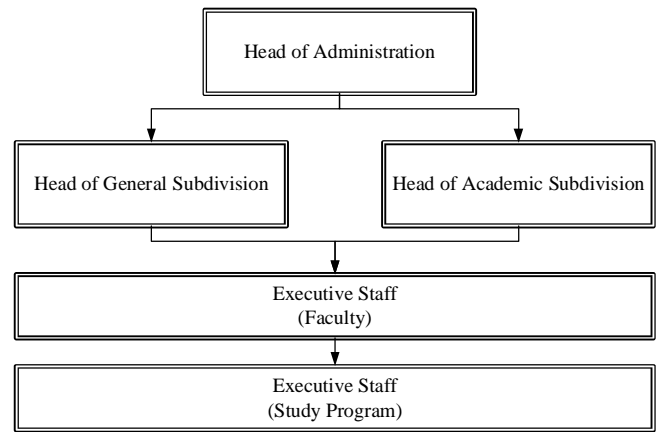 Head of Administration
Head of General Subdivision
Head of Academic Subdivision
Executive Staff
(Faculty)
Executive Staff
(Study Program)